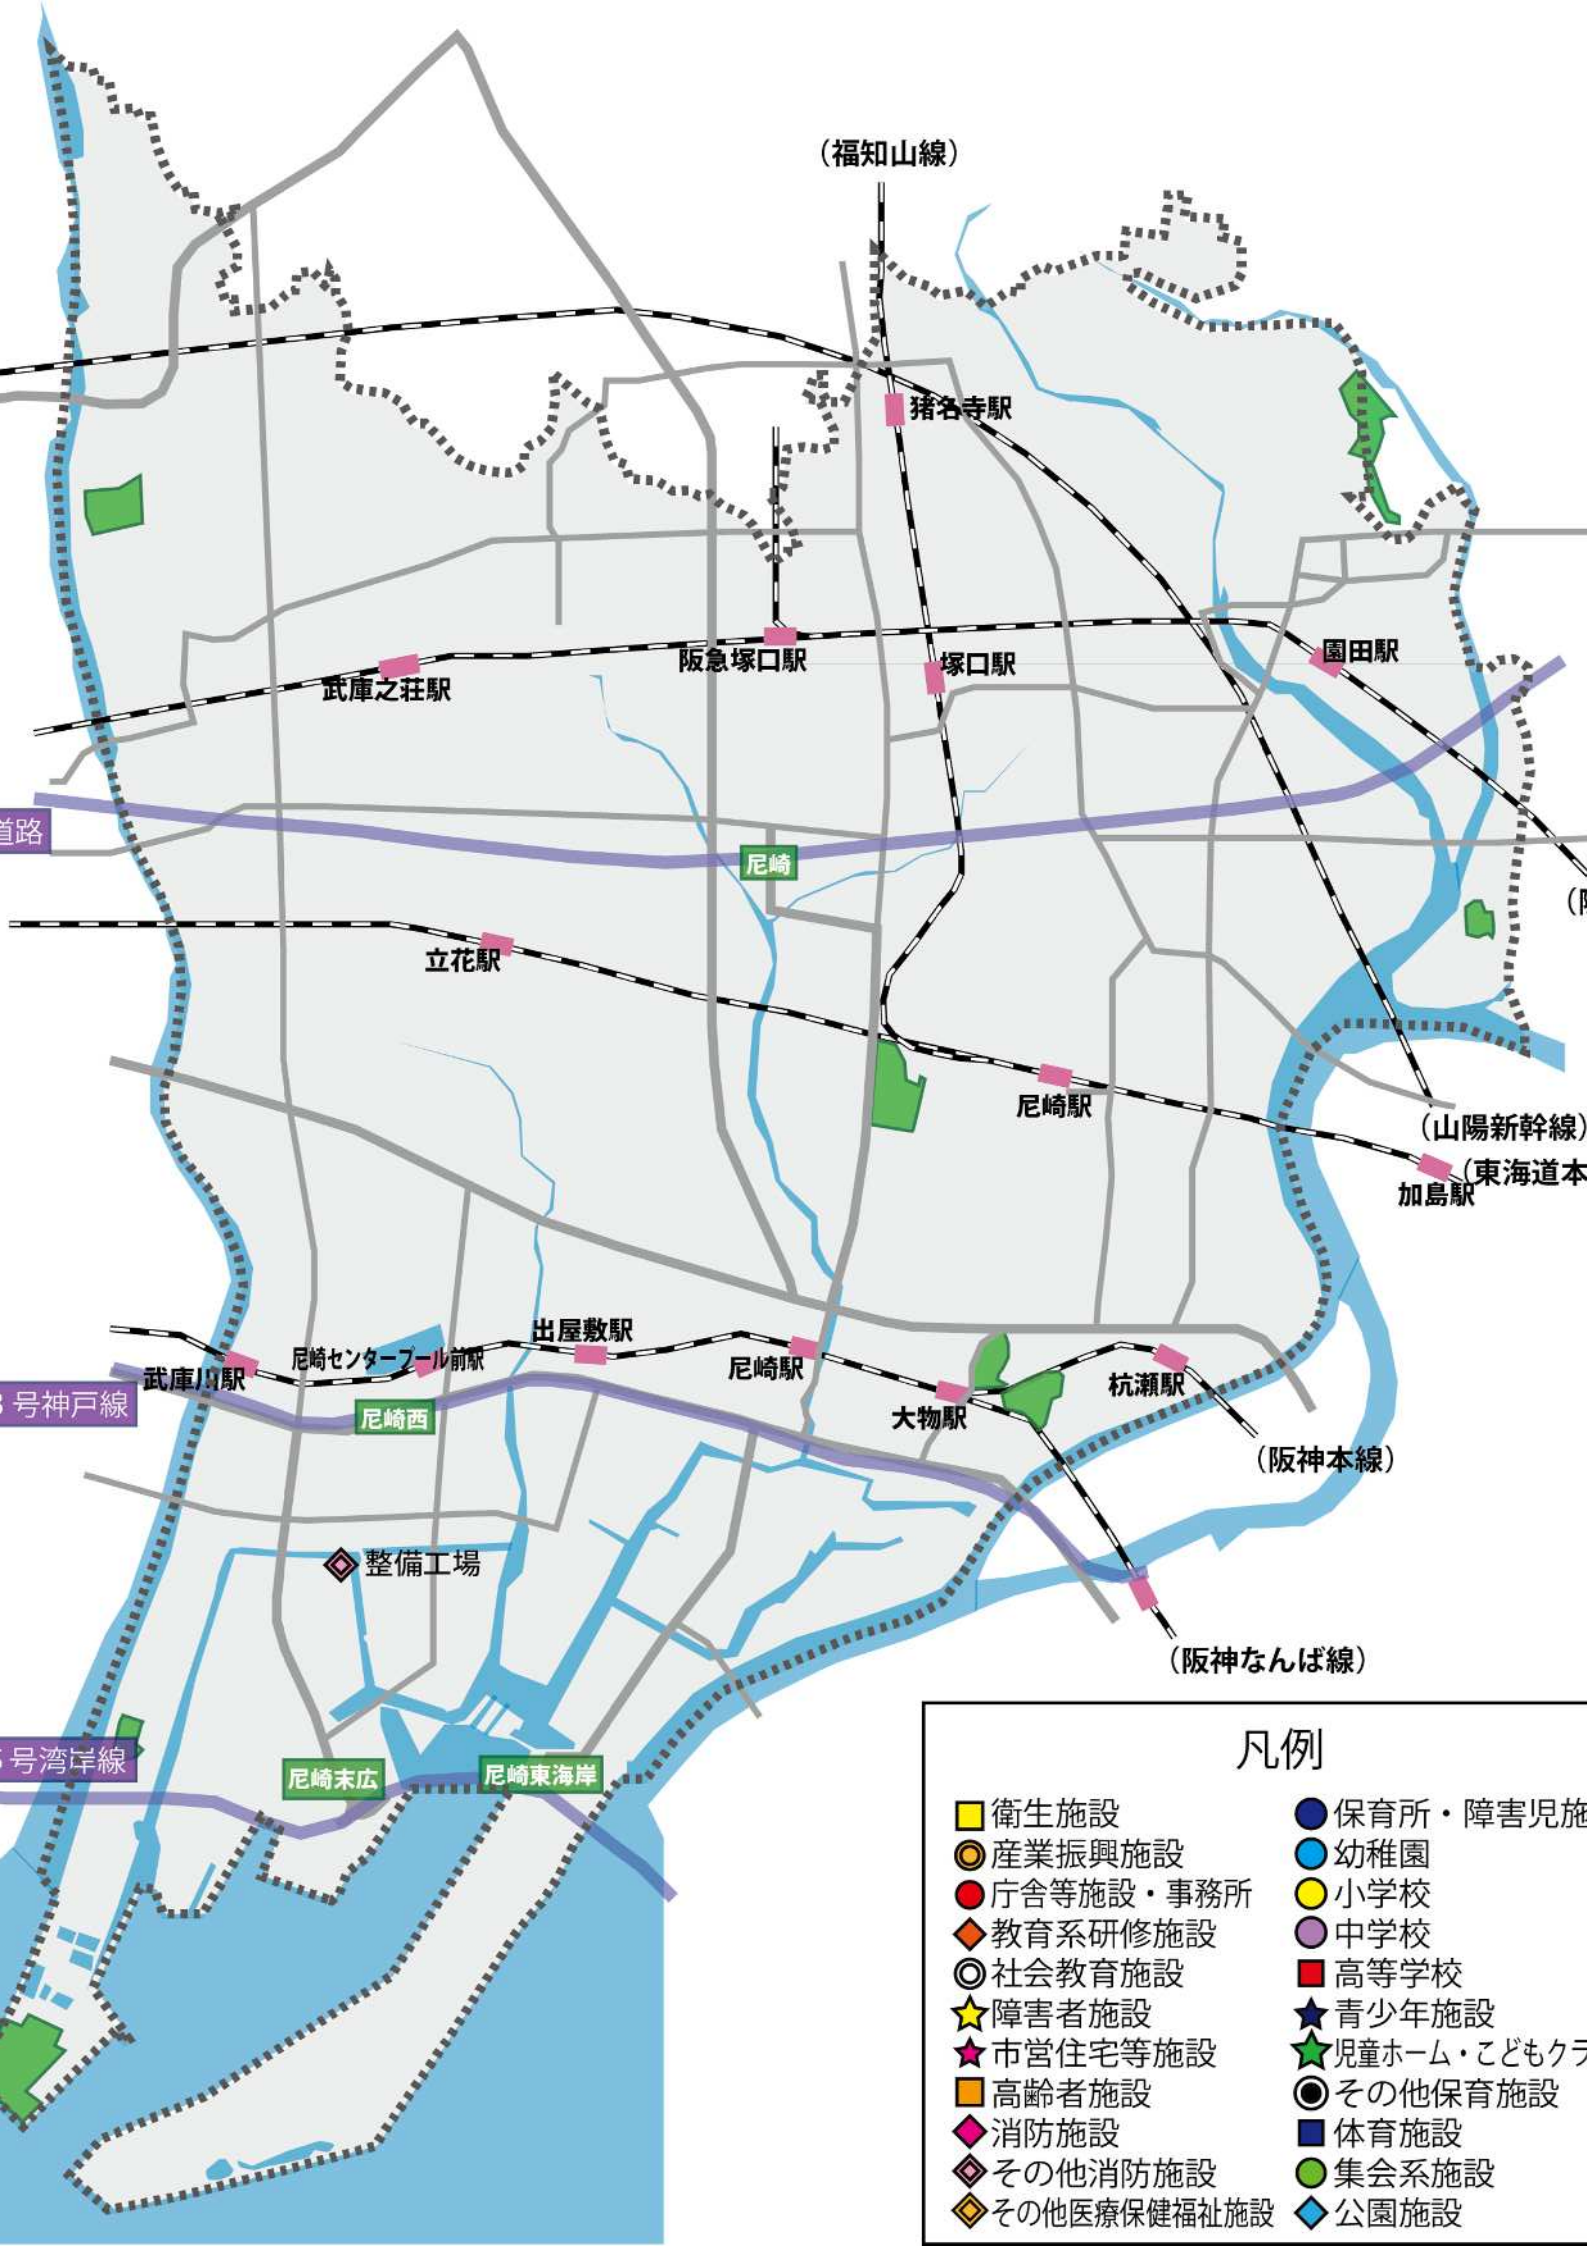 （福知山線）
猪名寺駅
園田駅
阪急塚口駅
塚口駅
武庫之荘駅
道路
尼崎
（阪
立花駅
尼崎駅
（山陽新幹線）
（東海道本
加島駅
出屋敷駅
尼崎センタープール前駅
武庫川駅
尼崎駅
杭瀬駅
号神戸線
尼崎西
大物駅
（阪神本線）
整備工場
（阪神なんば線）
号湾岸線
尼崎末広
尼崎東海岸
凡例
衛生施設
産業振興施設
庁舎等施設・事務所
教育系研修施設
社会教育施設
障害者施設
市営住宅等施設
高齢者施設
消防施設
その他消防施設
その他医療保健福祉施設
保育所・障害児施
幼稚園
小学校
中学校
高等学校
青少年施設
児童ホーム・こどもクラ
その他保育施設
体育施設
集会系施設
公園施設